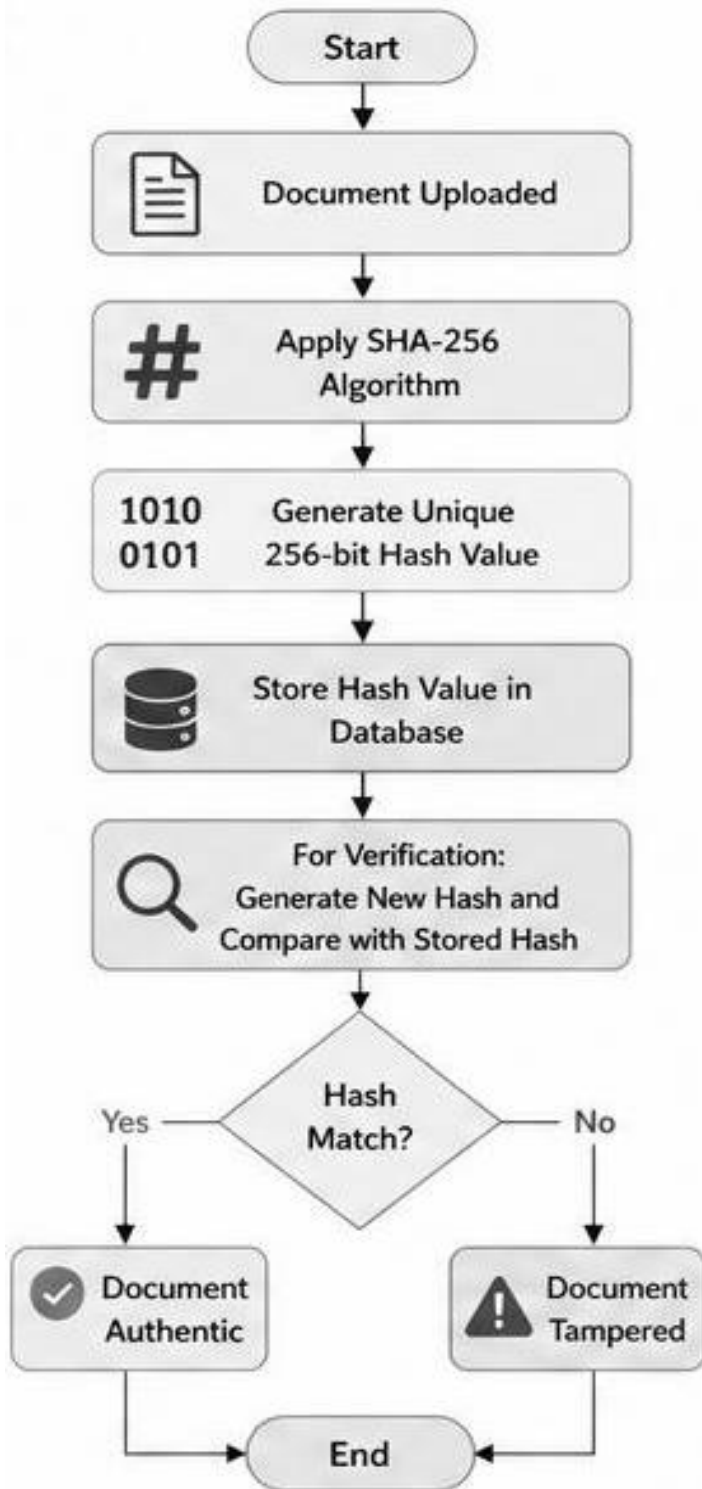 Start
Document Uploaded
Apply SHA-256
Algorithm
1010
0101
Generate Unique
256-bit Hash Value
Store Hash Value in
Database
For Verification:
Generate New Hash and
Compare with Stored Hash
Hash
Match?
Yes
No
Document
Authentic
Document
Tampered
End